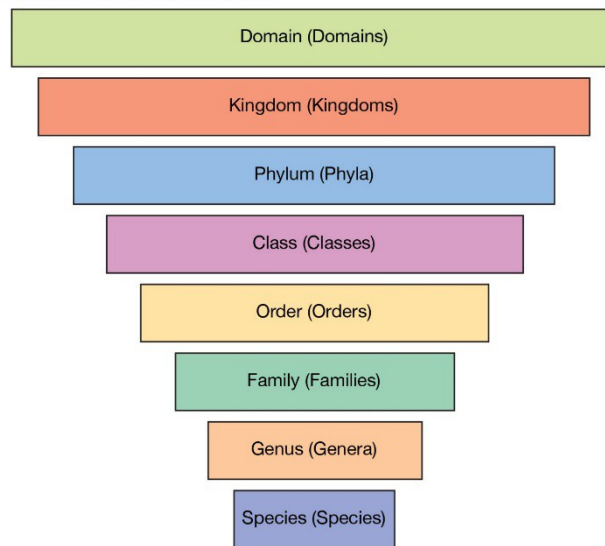 Domain (Domains)
Kingdom (Kingdoms)
Phylum (Phyla)
Class (Classes)
Order (Orders)
Family (Families)
Genus (Genera)
Species (Species)